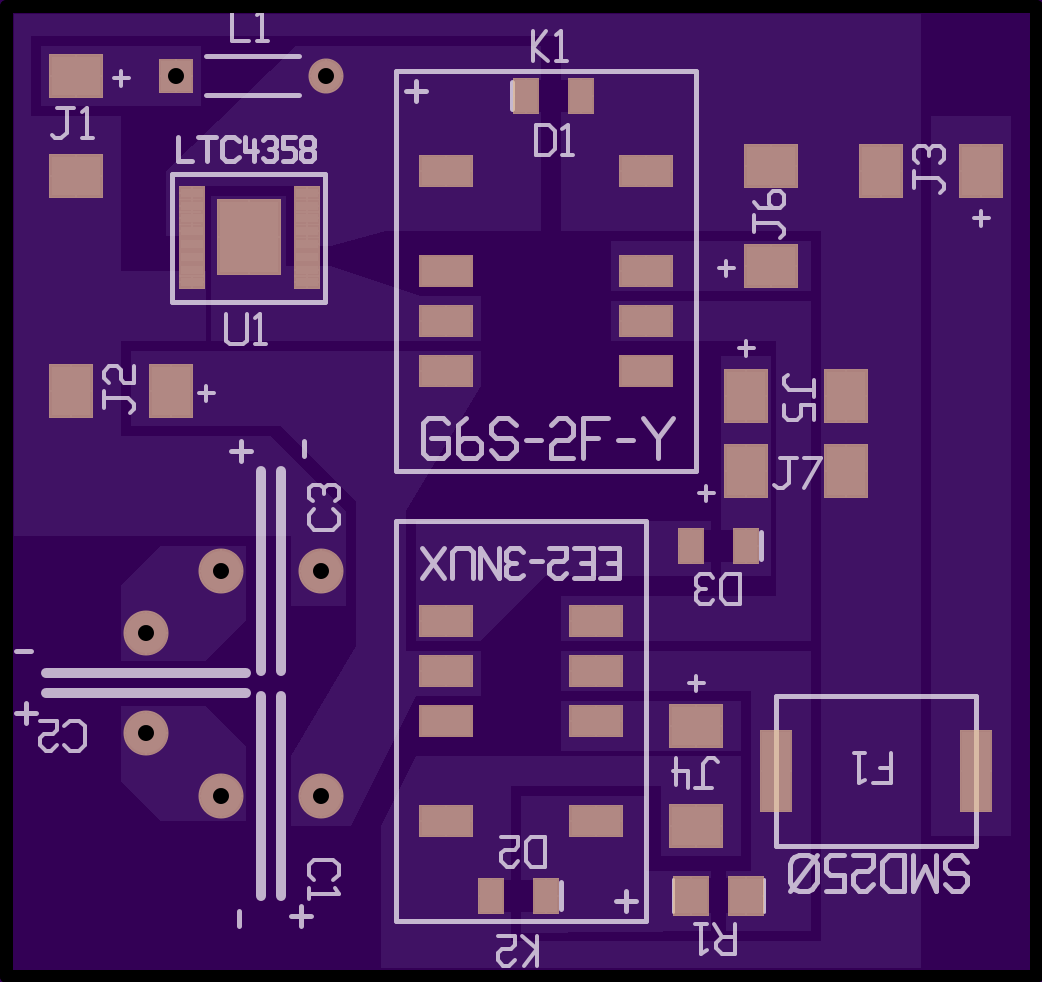 L1
K1
+
+
J1
D1
LTC4358
J3
J6
+
+
U1
+
J2
+
J5
G6S-2F-Y
+
-
J7
+
C3
EE2-3NUX
D3
-
+
+
C2
J4
F1
D2
SMD250
C1
+
-
+
R1
K2